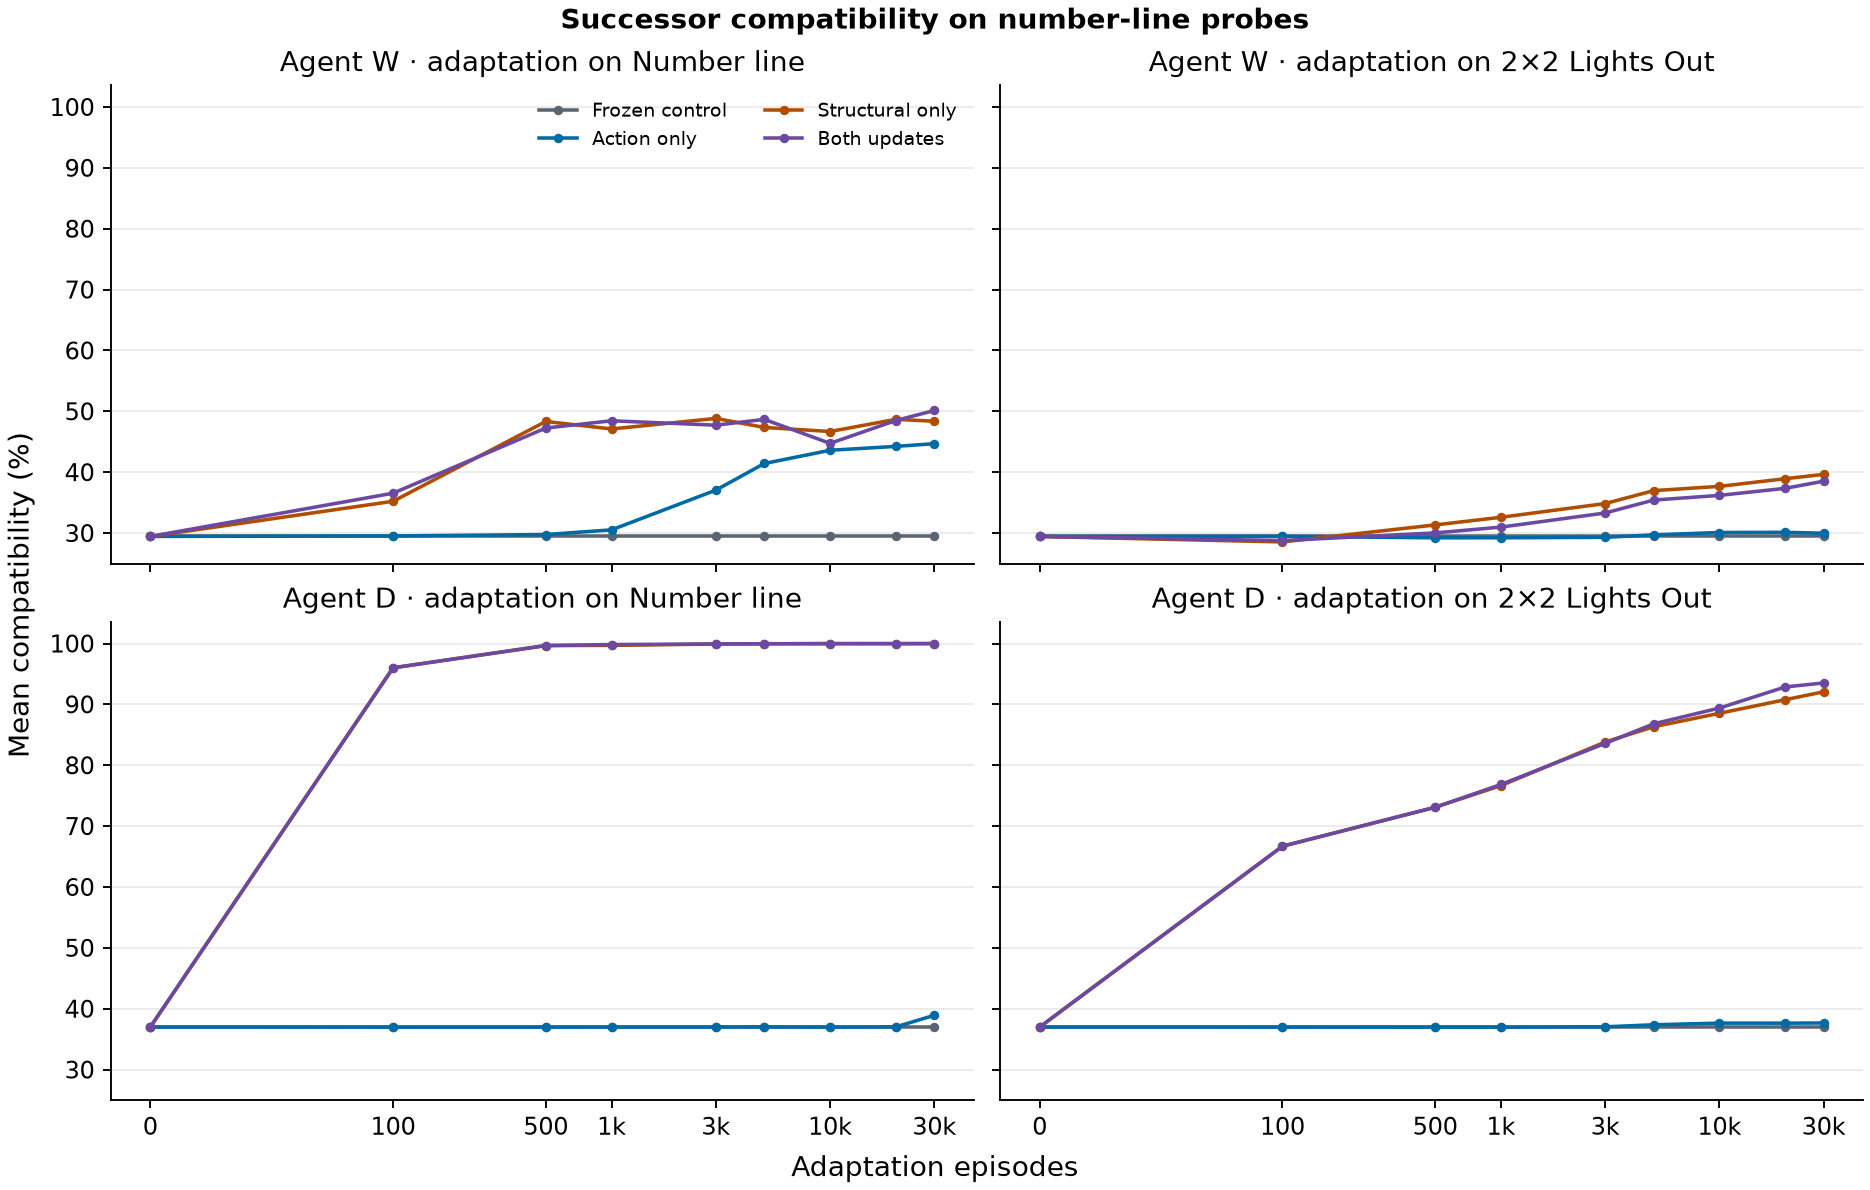 Successor compatibility on number-line probes
Agent W · adaptation on Number line
Agent W · adaptation on 2×2 Lights Out
Frozen control
Structural only
Action only
Both updates
100
90
80
70
60
50
40
30
Agent D · adaptation on Number line
Agent D · adaptation on 2×2 Lights Out
100
90
80
70
60
50
40
30
Mean compatibility (%)
0 100 500 1k 3k 10k 30k
0 100 500 1k 3k 10k 30k
Adaptation episodes